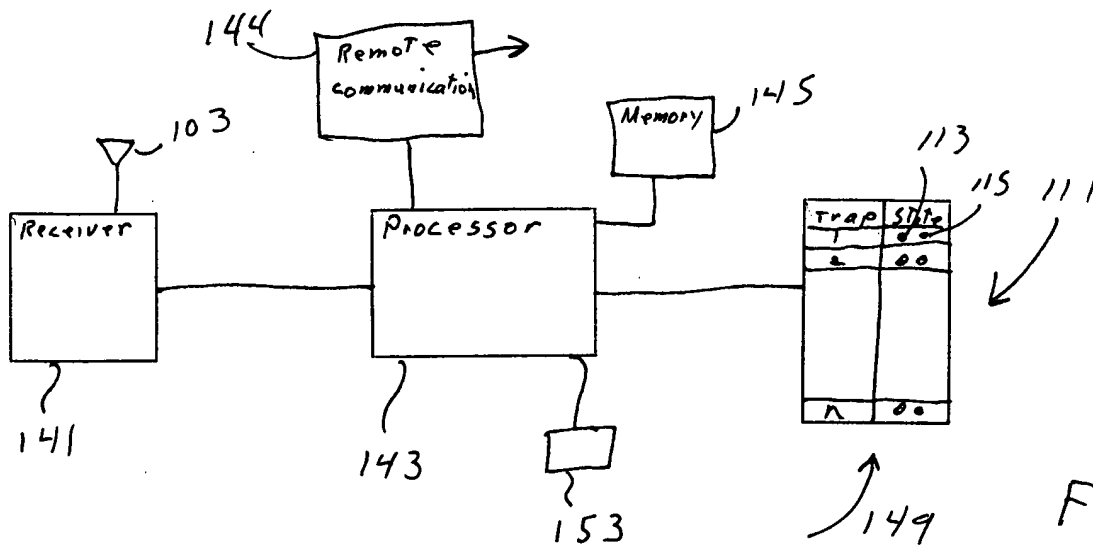 144
Remote
communication
103
Memory
145
113
115
111
Receiver
Processor
Trap State
1
2
n
141
143
153
149
F